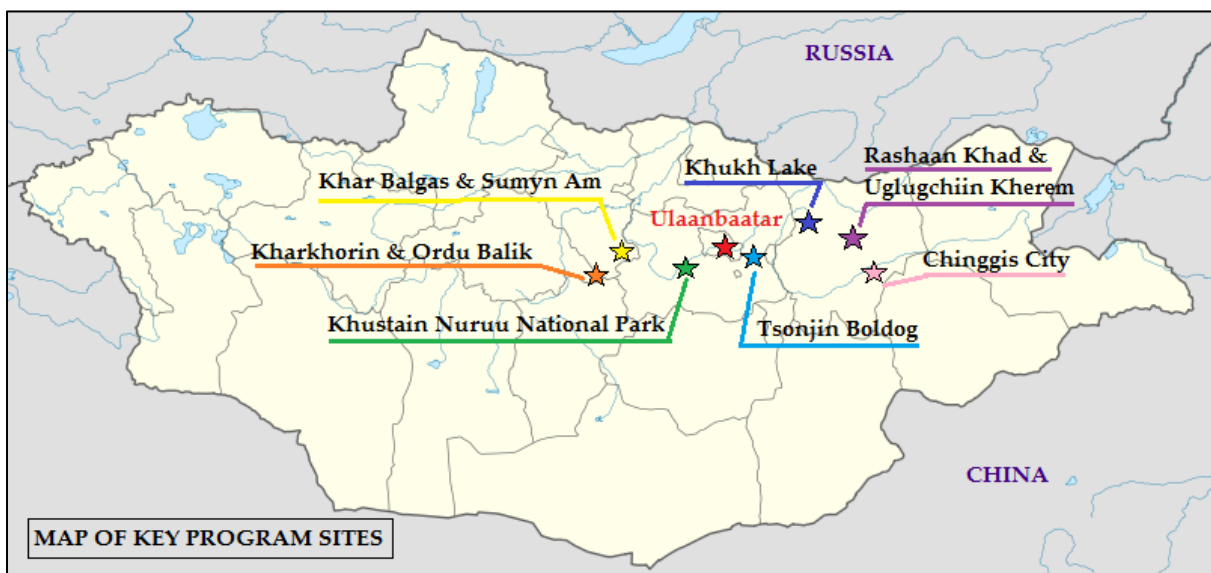 RUSSIA
Khukh Lake
Rashaan Khad &
Uglugchiin Kherem
Khar Balgas & Sumyn Am
Ulaanbaatar
Kharkhorin & Ordu Balik
Chinggis City
Khustain Nuruu National Park
Tsonjin Boldog
CHINA
MAP OF KEY PROGRAM SITES